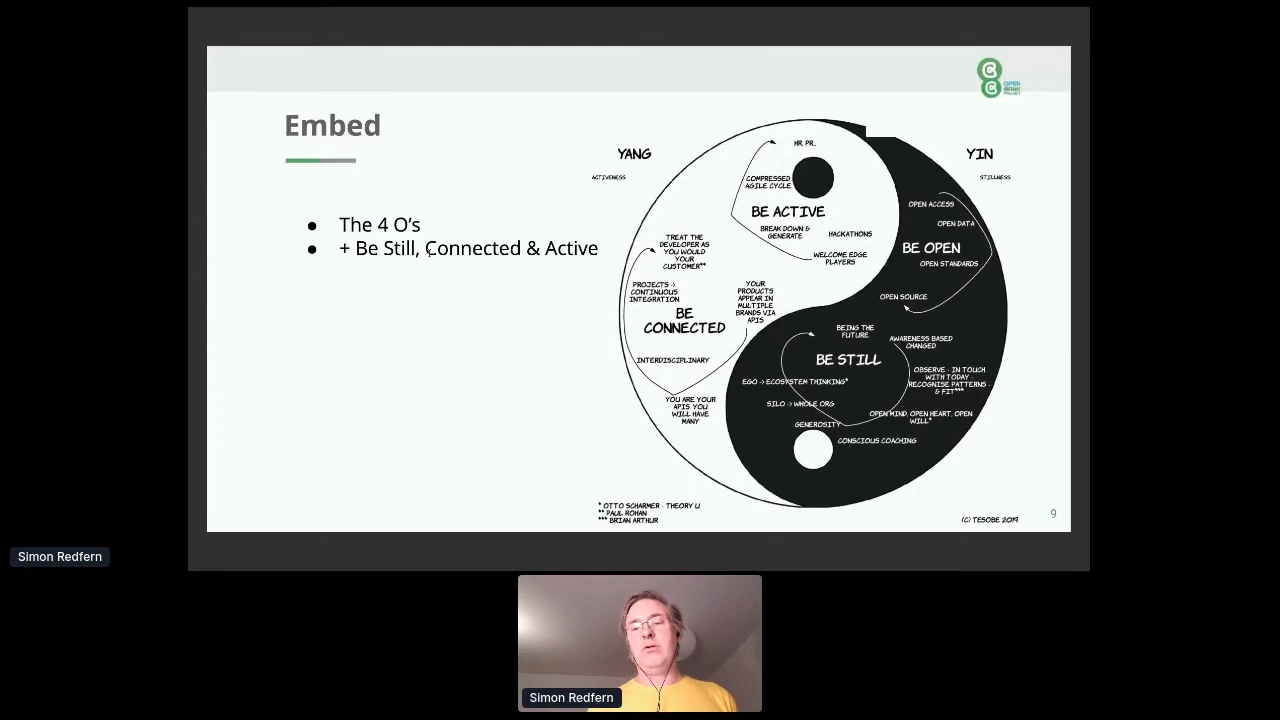 OPEN
BANK
PROJECT
Embed
● The 4 O's
● + Be Still, Connected & Active
YANG
ACTIVENESS
YIN
STILLNESS
HR PR..
COMPRESSED
AGILE CYCLE
BE ACTIVE
BREAK DOWN &
GENERATE
HACKATHONS
WELCOME EDGE
PLAYERS
TREAT THE
DEVELOPER AS
YOU WOULD
YOUR
CUSTOMER**
PROJECTS ->
CONTINUOUS
INTEGRATION
BE
CONNECTED
YOUR
PRODUCTS
APPEAR IN
MULTIPLE
BRANDS VIA
APIS
INTERDISCIPLINARY
YOU ARE YOUR
APIS. YOU
WILL HAVE
MANY
OPEN ACCESS
OPEN DATA
BE OPEN
OPEN STANDARDS
OPEN SOURCE
BEING THE
FUTURE
AWARENESS BASED
CHANGED
BE STILL
OBSERVE - IN TOUCH
WITH TODAY -
RECOGNISE PATTERNS -
& FIT***
EGO -> ECOSYSTEM THINKING*
SILO -> WHOLE ORG
OPEN MIND, OPEN HEART, OPEN
WILL*
GENEROSITY
CONSCIOUS COACHING
* OTTO SCHARMER - THEORY U
** PAUL ROHAN
*** BRIAN ARTHUR
(C) TESOBE 2019
9
Simon Redfern
Simon Redfern